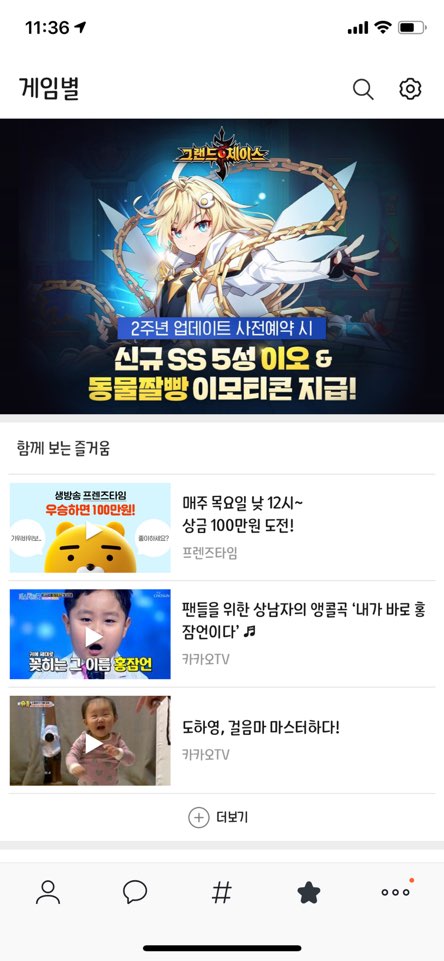 11:36
게임별
그랜드체이스
2주년 업데이트 사전예약 시
신규 SS 5성 이오 &
동물짤빵 이모티콘 지급!
함께 보는 즐거움
생방송 프렌즈타임
우승하면 100만원!
가위바위보..
좋아하세요?
매주 목요일 낮 12시~
상금 100만원 도전!
프렌즈타임
귀에 제대로
꽂히는 그 이름 홍잠언
팬들을 위한 상남자의 앵콜곡 ‘내가 바로 홍
잠언이다’ 🎵
카카오TV
도하영, 걸음마 마스터하다!
카카오TV
더보기